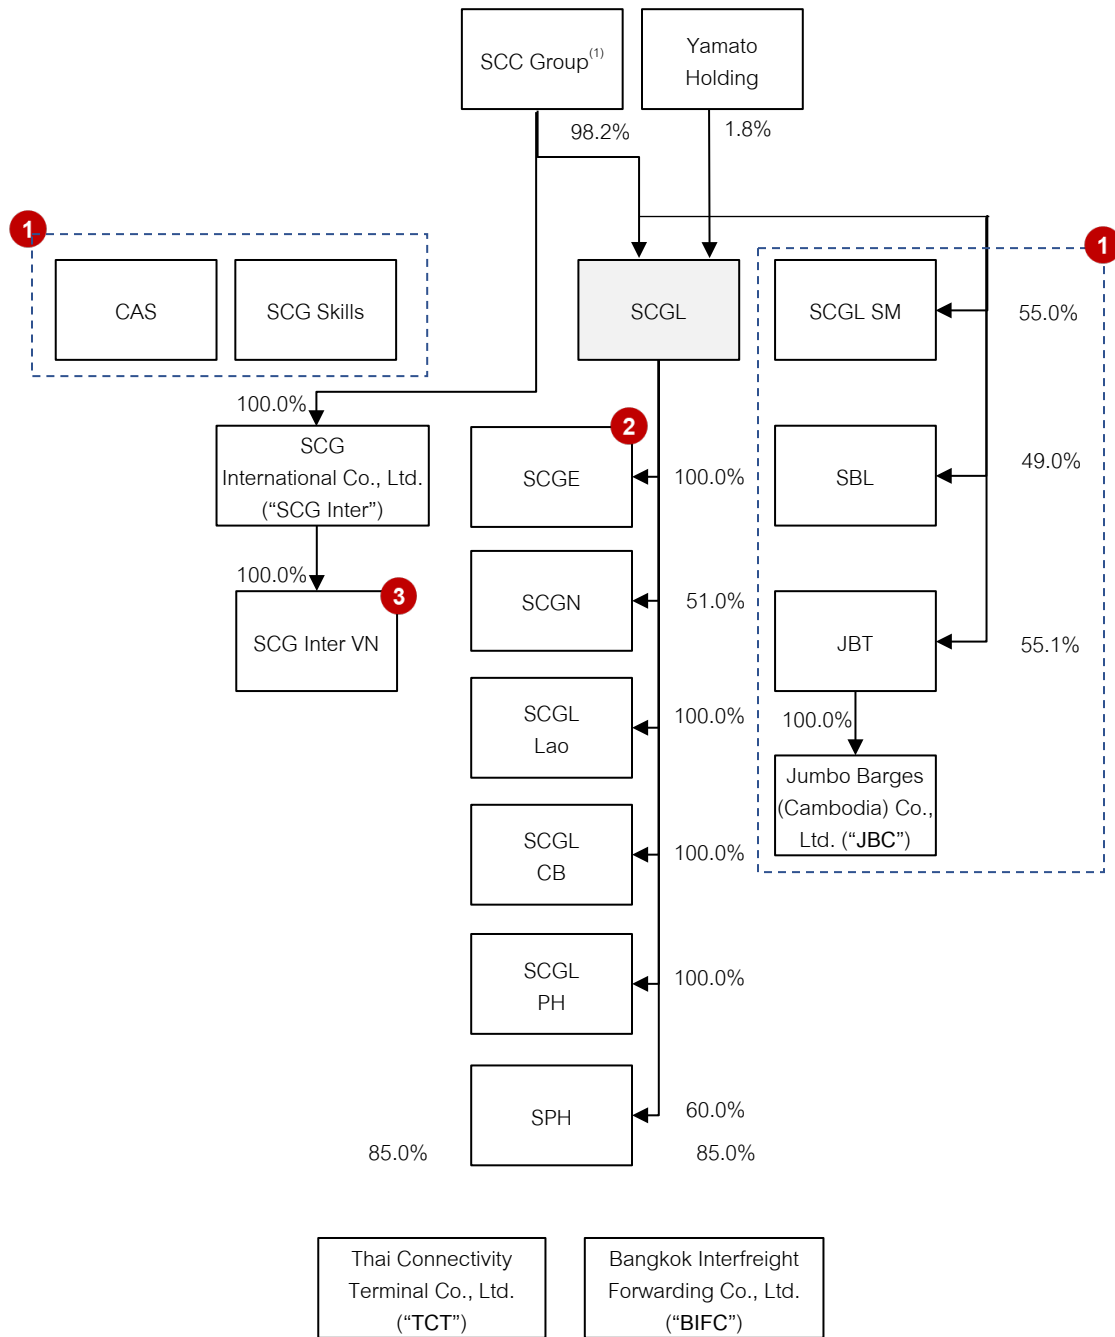 SCC Group(1)
Yamato
Holding
98.2%
1.8%
1
1
CAS
SCG Skills
SCGL
SCGL SM
55.0%
100.0%
SCG
International Co., Ltd.
(“SCG Inter”)
2
SCGE
100.0%
SBL
49.0%
100.0%
3
SCG Inter VN
SCGN
51.0%
JBT
55.1%
SCGL
Lao
100.0%
100.0%
Jumbo Barges
(Cambodia) Co.,
Ltd. (“JBC”)
SCGL
CB
100.0%
SCGL
PH
100.0%
SPH
60.0%
85.0%
85.0%
Thai Connectivity
Terminal Co., Ltd.
(“TCT”)
Bangkok Interfreight
Forwarding Co., Ltd.
(“BIFC”)